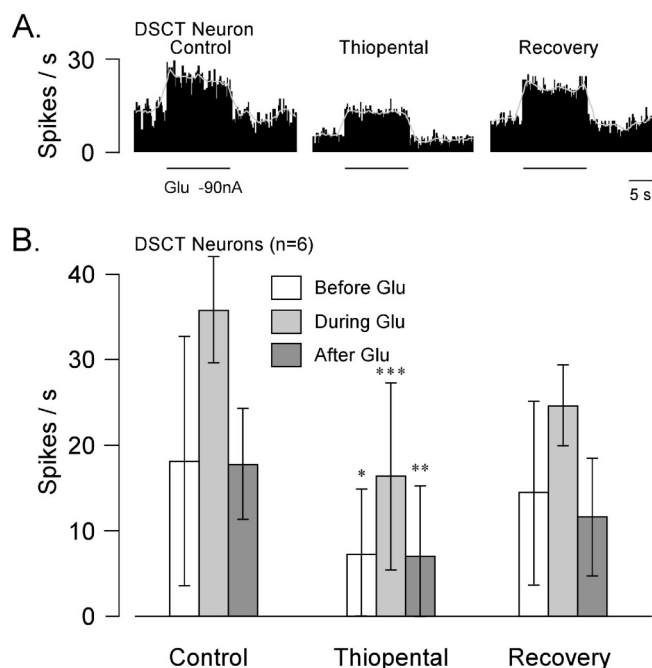 A.
DSCT Neuron
Control
Thiopental
Recovery
30
0
Spikes / s
Glu -90nA
5 s
B.
DSCT Neurons (n=6)
40
30
20
10
0
Spikes / s
Before Glu
During Glu
After Glu
*
***
**
Control
Thiopental
Recovery